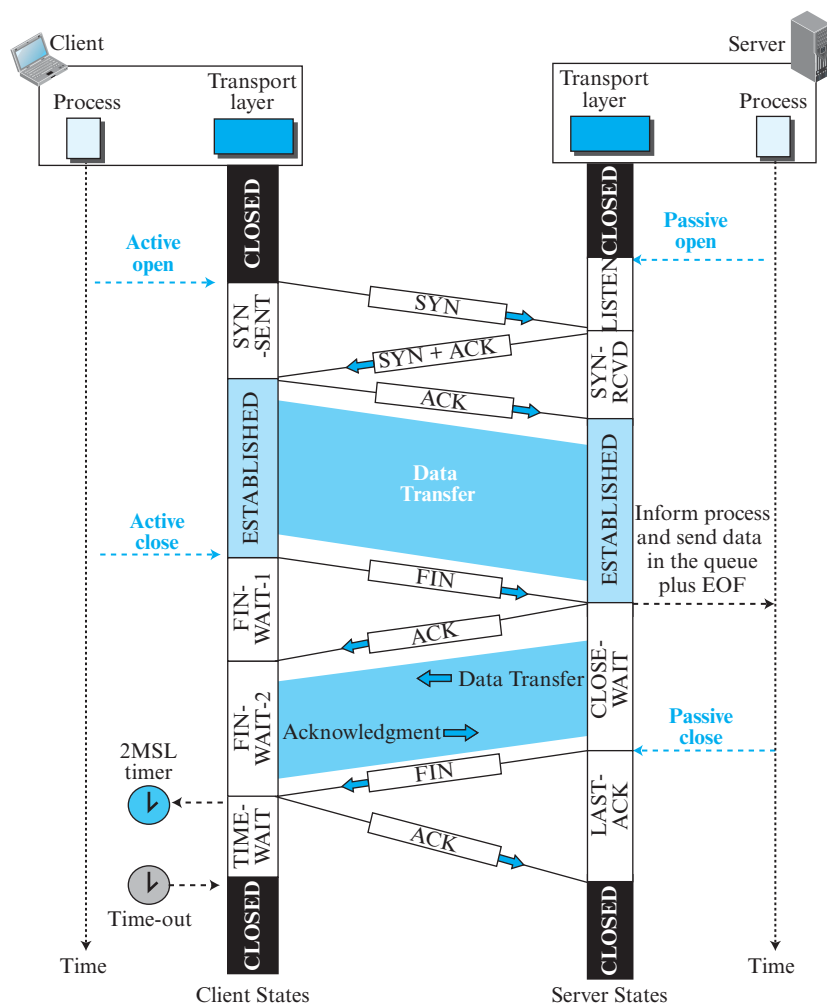 Client
Server
Process
Transport
layer
Transport
layer
Process
CLOSED
CLOSED
Active
open
Passive
open
LISTEN
SYN
SYN
-SENT
SYN + ACK
SYN-
RCVD
ACK
ESTABLISHED
Data
Transfer
ESTABLISHED
Active
close
Inform process
and send data
in the queue
plus EOF
FIN
FIN-
WAIT-1
ACK
CLOSE-
WAIT
Data Transfer
FIN-
WAIT-2
Acknowledgment
Passive
close
2MSL
timer
FIN
LAST-
ACK
TIME-
WAIT
ACK
CLOSED
CLOSED
Time-out
Time
Time
Client States
Server States